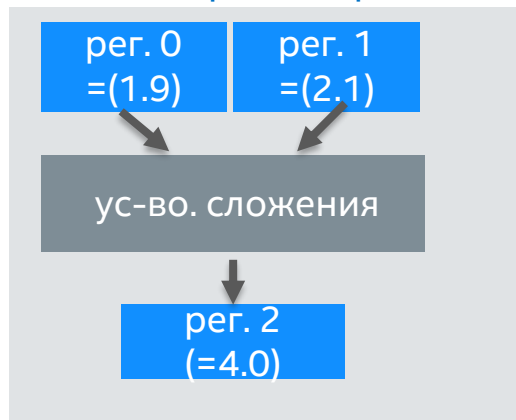 рег. 0
=(1.9)
рег. 1
=(2.1)
ус-во. сложения
рег. 2
(=4.0)